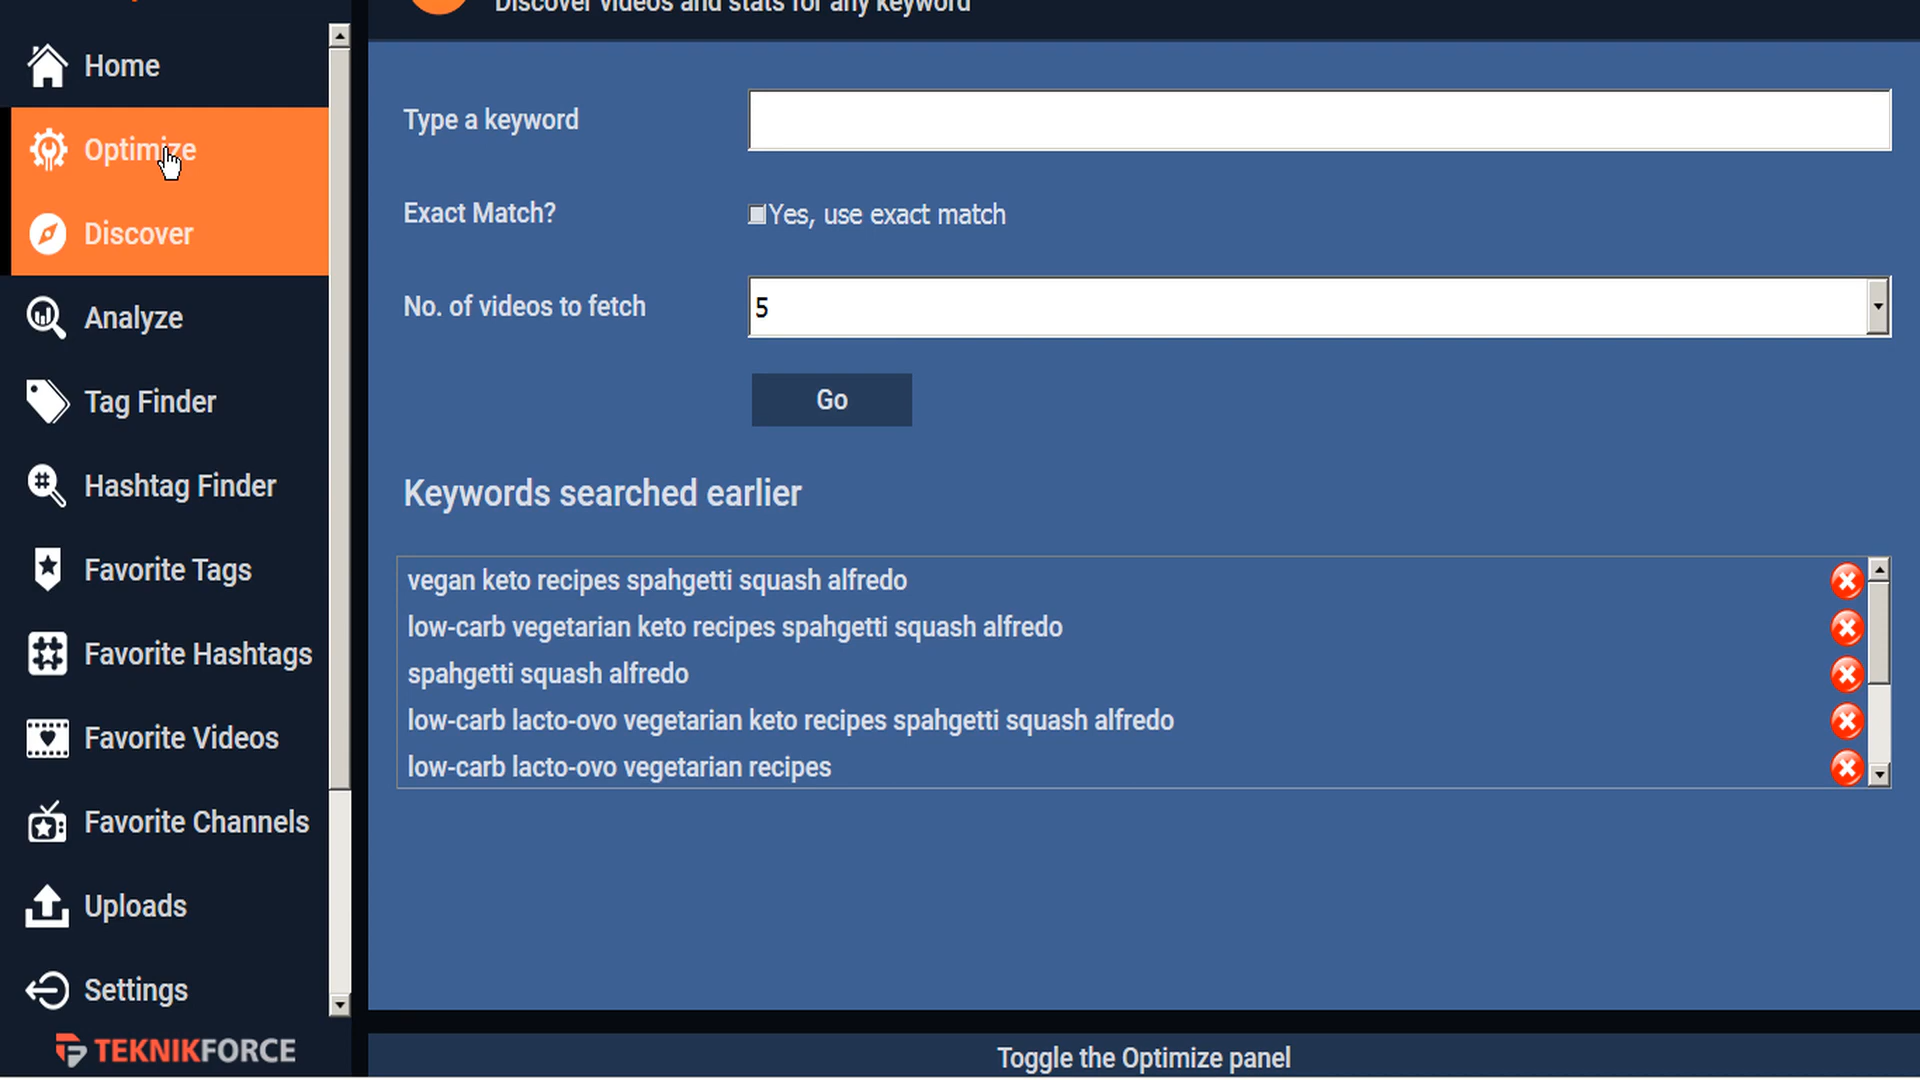 Discover videos and stats for any keyword
Home
Optimize
Discover
Analyze
Tag Finder
Hashtag Finder
Favorite Tags
Favorite Hashtags
Favorite Videos
Favorite Channels
Uploads
Settings
TEKNIKFORCE
Type a keyword
Exact Match?
Yes, use exact match
No. of videos to fetch
5
Go
Keywords searched earlier
vegan keto recipes spahgetti squash alfredo
low-carb vegetarian keto recipes spahgetti squash alfredo
spahgetti squash alfredo
low-carb lacto-ovo vegetarian keto recipes spahgetti squash alfredo
low-carb lacto-ovo vegetarian recipes
Toggle the Optimize panel